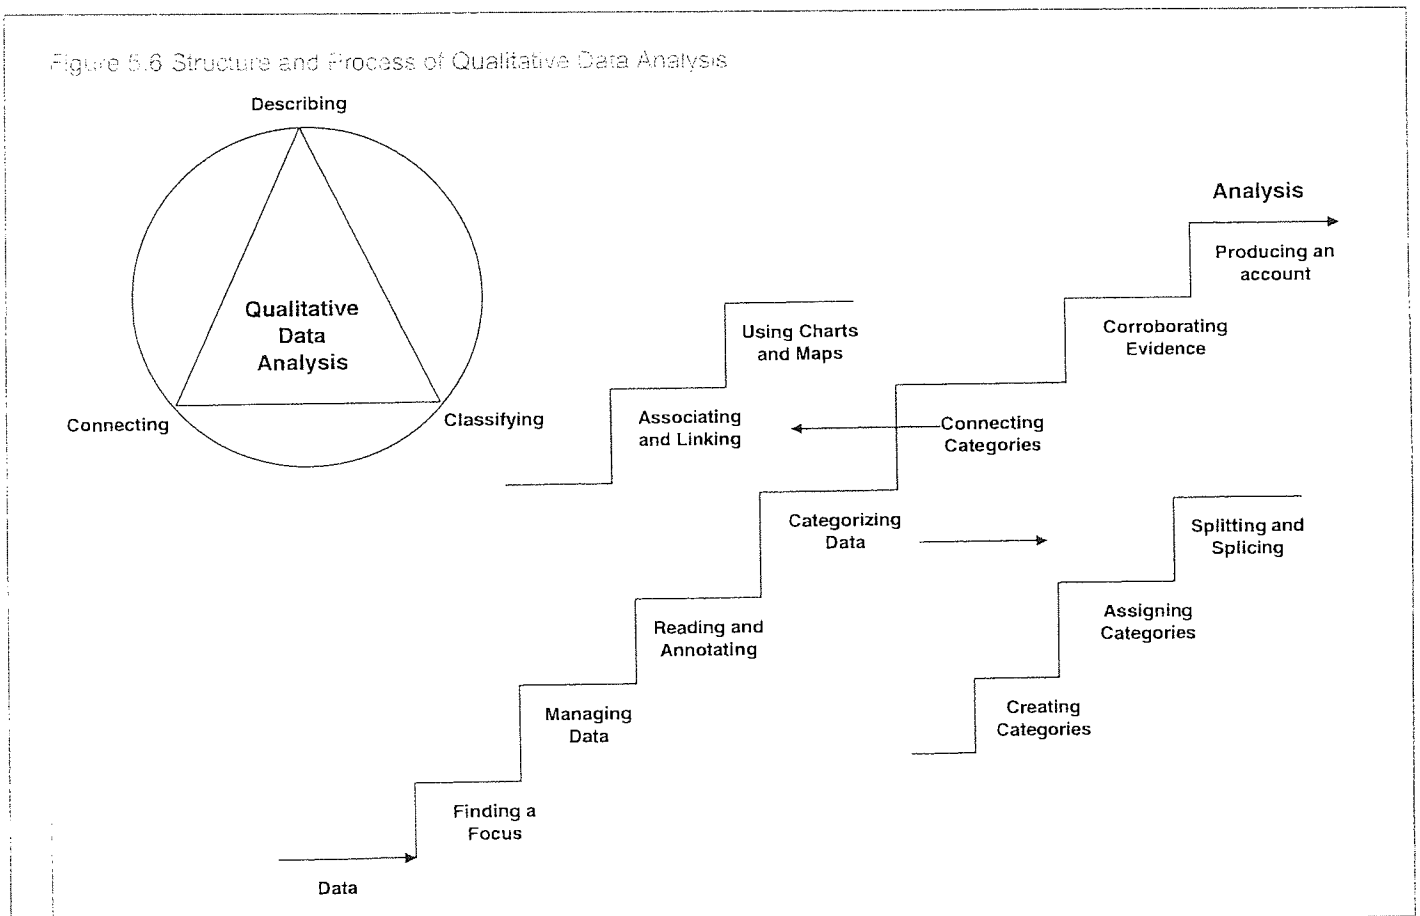 Figure 5.6 Structure and Process of Qualitative Data Analysis
Describing
Qualitative
Data
Analysis
Connecting
Classifying
Analysis
Producing an
account
Corroborating
Evidence
Using Charts
and Maps
Associating
and Linking
Connecting
Categories
Categorizing
Data
Splitting and
Splicing
Reading and
Annotating
Assigning
Categories
Managing
Data
Creating
Categories
Finding a
Focus
Data